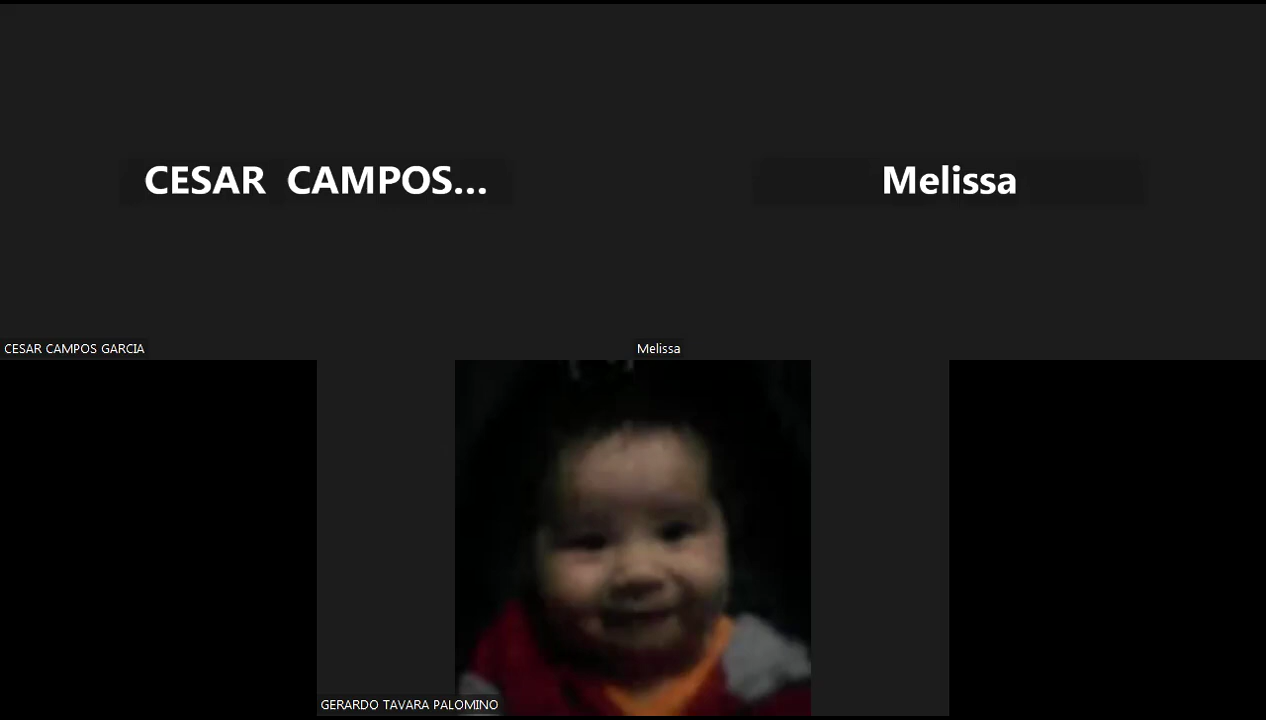 CESAR  CAMPOS...
Melissa
CESAR CAMPOS GARCIA
Melissa
GERARDO TAVARA PALOMINO